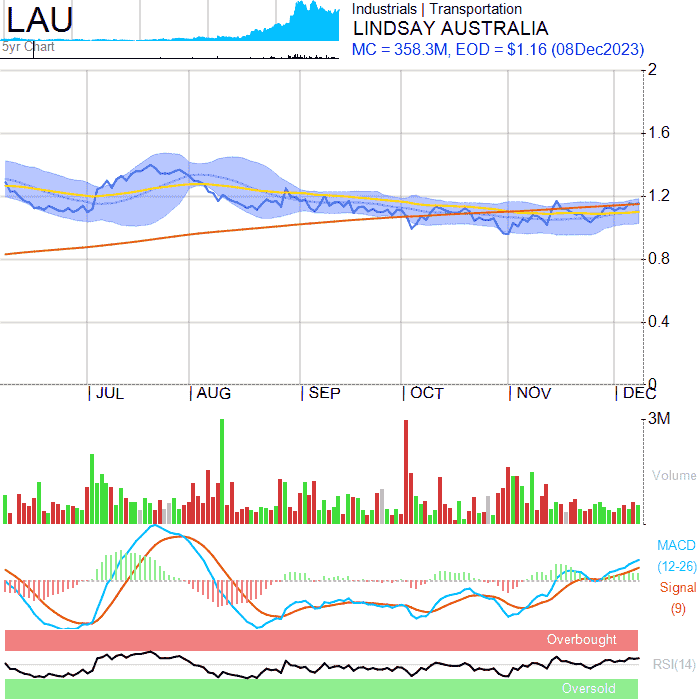 LAU
5yr Chart
Industrials | Transportation
LINDSAY AUSTRALIA
MC = 358.3M, EOD = $1.16 (08Dec2023)
2
1.6
1.2
0.8
0.4
0
JUL AUG SEP OCT NOV DEC
3M
Volume
MACD
(12-26)
Signal
(9)
Overbought
RSI(14)
Oversold